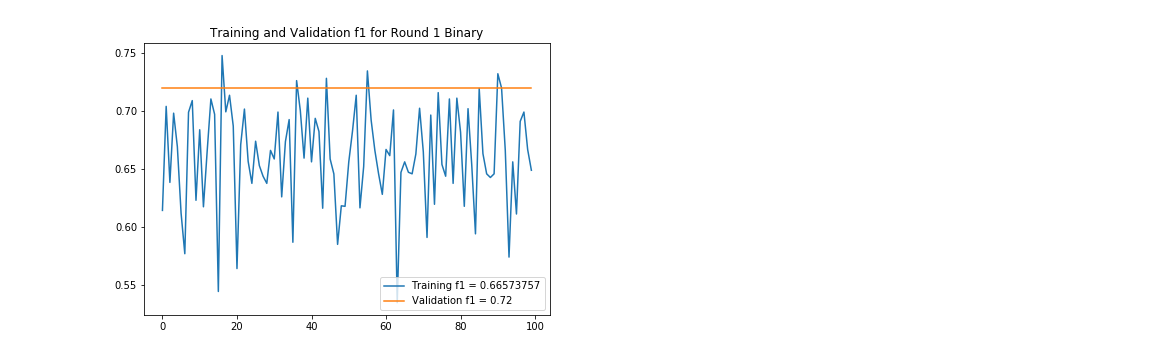 Training and Validation f1 for Round 1 Binary
0.75
0.70
0.65
0.60
0.55
Training f1 = 0.66573757
Validation f1 = 0.72
0 20 40 60 80 100